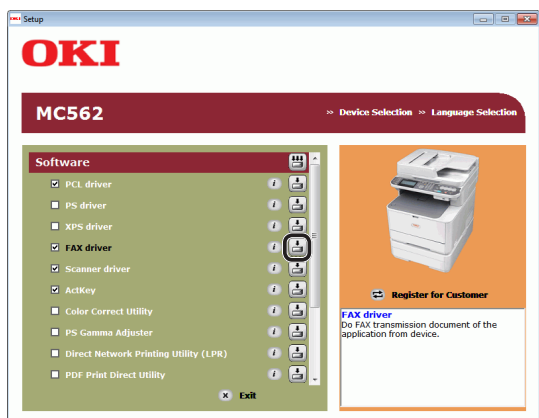 OKI Setup
OKI
MC562
» Device Selection » Language Selection
Software
PCL driver
PS driver
XPS driver
FAX driver
Scanner driver
ActKey
Color Correct Utility
PS Gamma Adjuster
Direct Network Printing Utility (LPR)
PDF Print Direct Utility
Exit
Register for Customer
FAX driver
Do FAX transmission document of the
application from device.